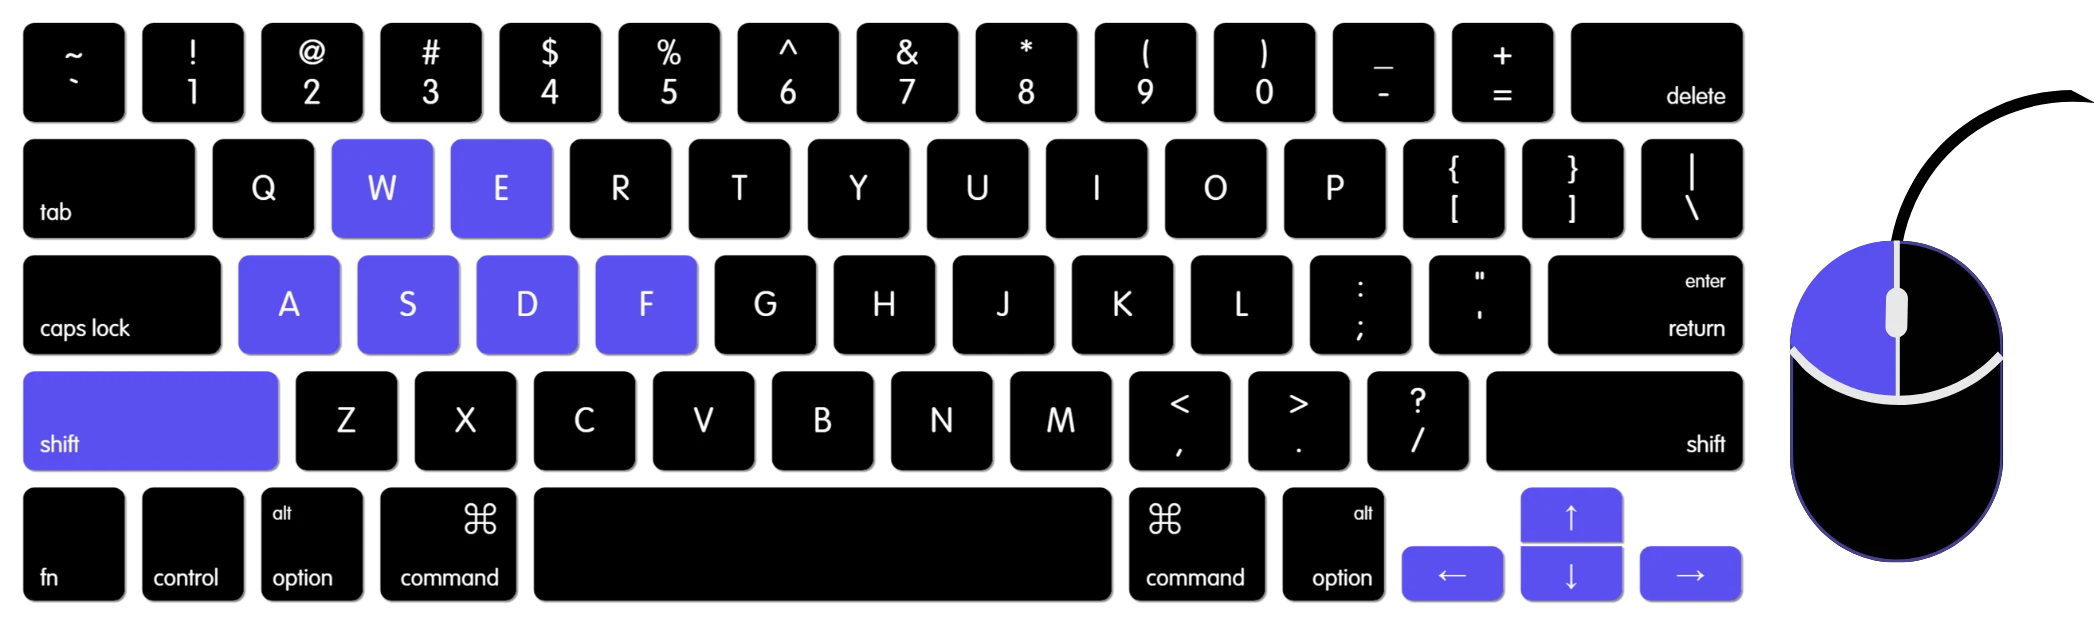 ~ ! @ # $ % ^ & * ( ) _ +
` 1 2 3 4 5 6 7 8 9 0 - = delete
tab Q W E R T Y U I O P { [ } ] | \
caps lock A S D F G H J K L : ; " ' enter return
shift Z X C V B N M < , > . ? / shift
fn control alt option ⌘ command ⌘ command alt option ← ↑ ↓ →